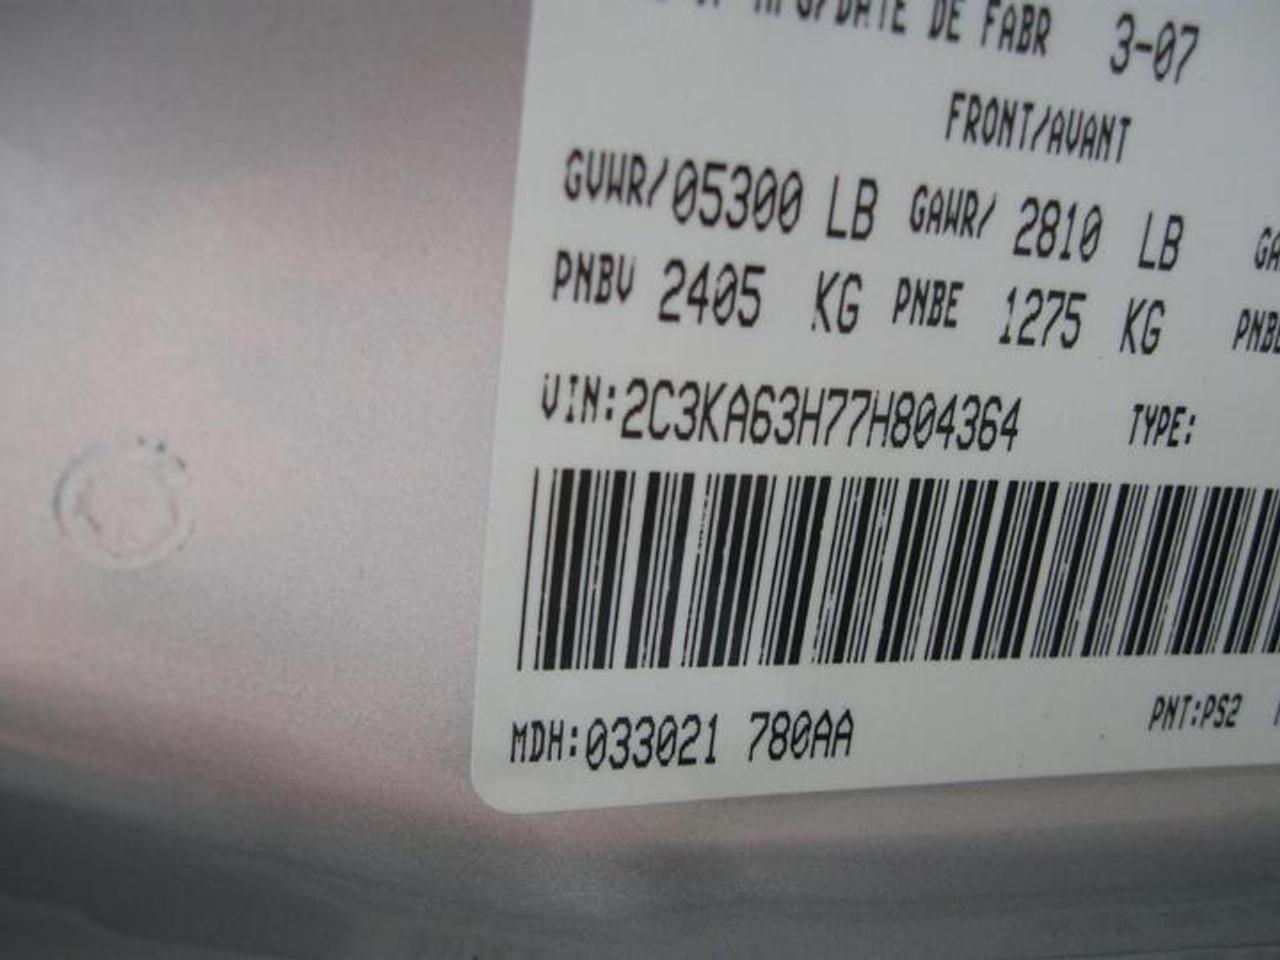 DATE DE FABR 3-07
FRONT/AVANT
GVWR/05300 LB GAWR/ 2810 LB
PNBV 2405 KG PNBE 1275 KG
VIN:2C3KA63H77H804364 TYPE:
MDH:033021 780AA PNT:PS2